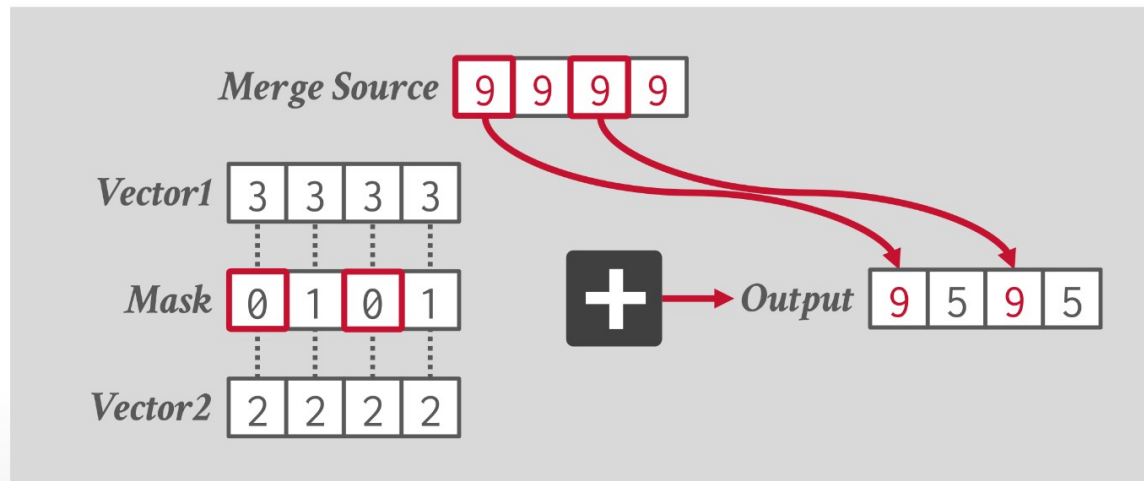 Merge Source 9 9 9 9
Vector1 3 3 3 3
Mask 0 1 0 1
+ Output 9 5 9 5
Vector2 2 2 2 2